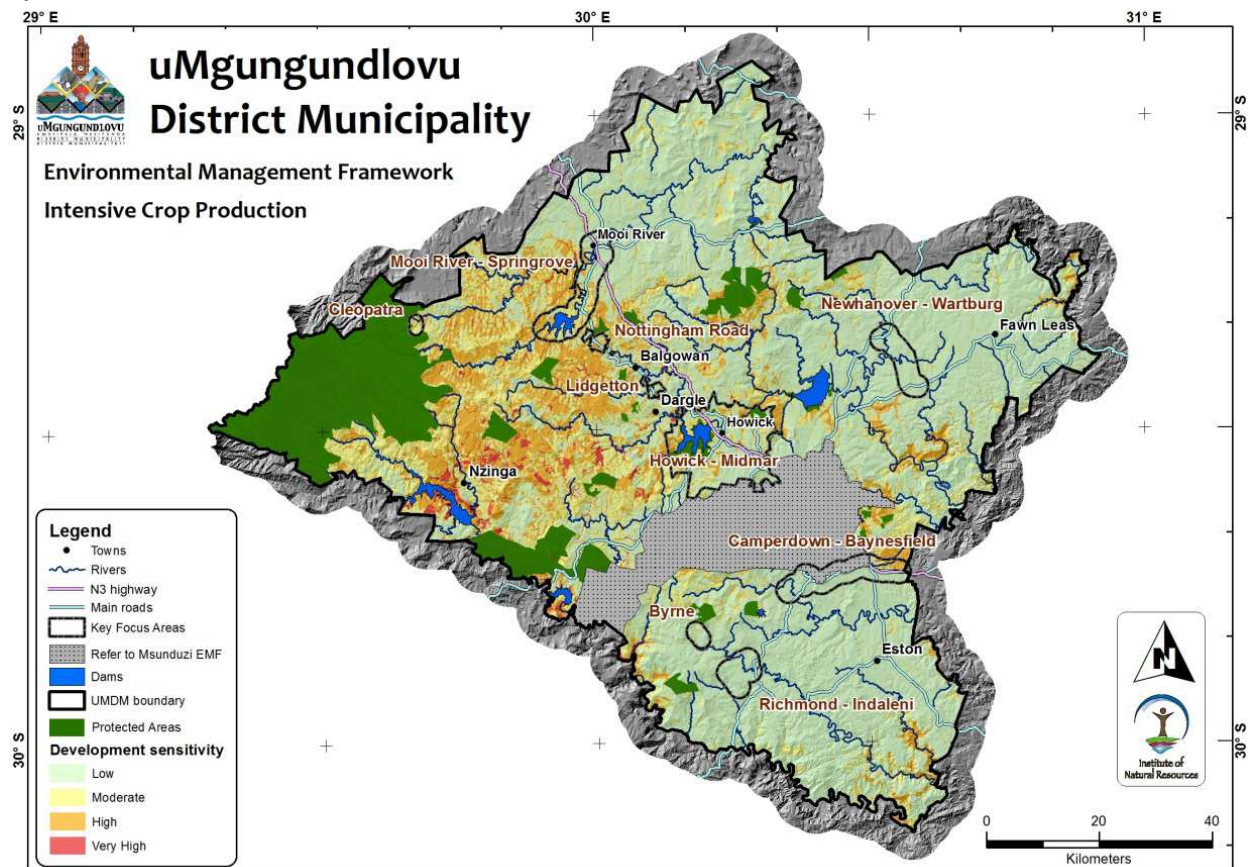 29° E
30° E
31° E
29° S
29° S
uMGUNGUNDLOVU
uMgungundlovu
District Municipality
Environmental Management Framework
Intensive Crop Production
Mooi River
Mooi River - Springrove
Cleopatra
Newhanover - Wartburg
Nottingham Road
Fawn Leas
Balgowan
Lidgetton
Dargle
Howick
Howick - Midmar
Nzinga
Camperdown - Baynesfield
Byrne
Eston
Richmond - Indaleni
Legend
Towns
Rivers
N3 highway
Main roads
Key Focus Areas
Refer to Msunduzi EMF
Dams
UMDM boundary
Protected Areas
Development sensitivity
Low
Moderate
High
Very High
30° S
30° S
N
Institute of
Natural Resources
0 20 40
Kilometers